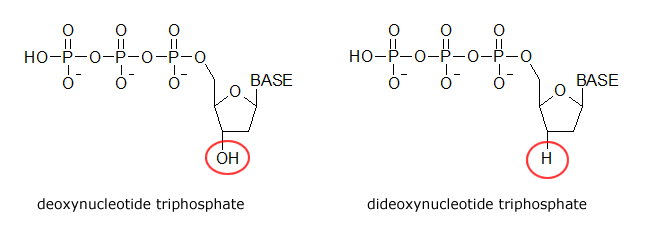 O O O O O O
HO–P–O–P–O–P–O HO–P–O–P–O–P–O
O⁻ O⁻ O⁻ BASE O⁻ O⁻ O⁻ BASE
O O
OH H
deoxynucleotide triphosphate dideoxynucleotide triphosphate